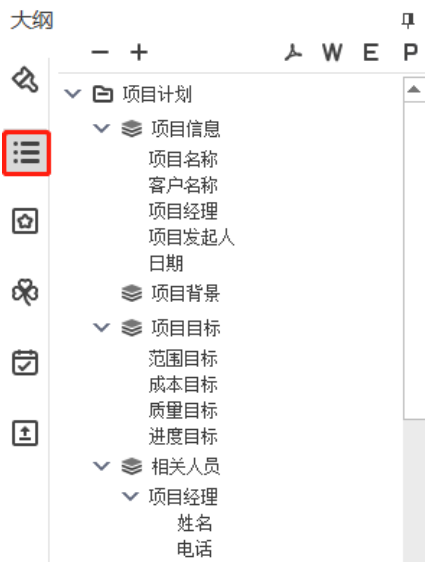 大纲
W E P
项目计划
项目信息
项目名称
客户名称
项目经理
项目发起人
日期
项目背景
项目目标
范围目标
成本目标
质量目标
进度目标
相关人员
项目经理
姓名
电话